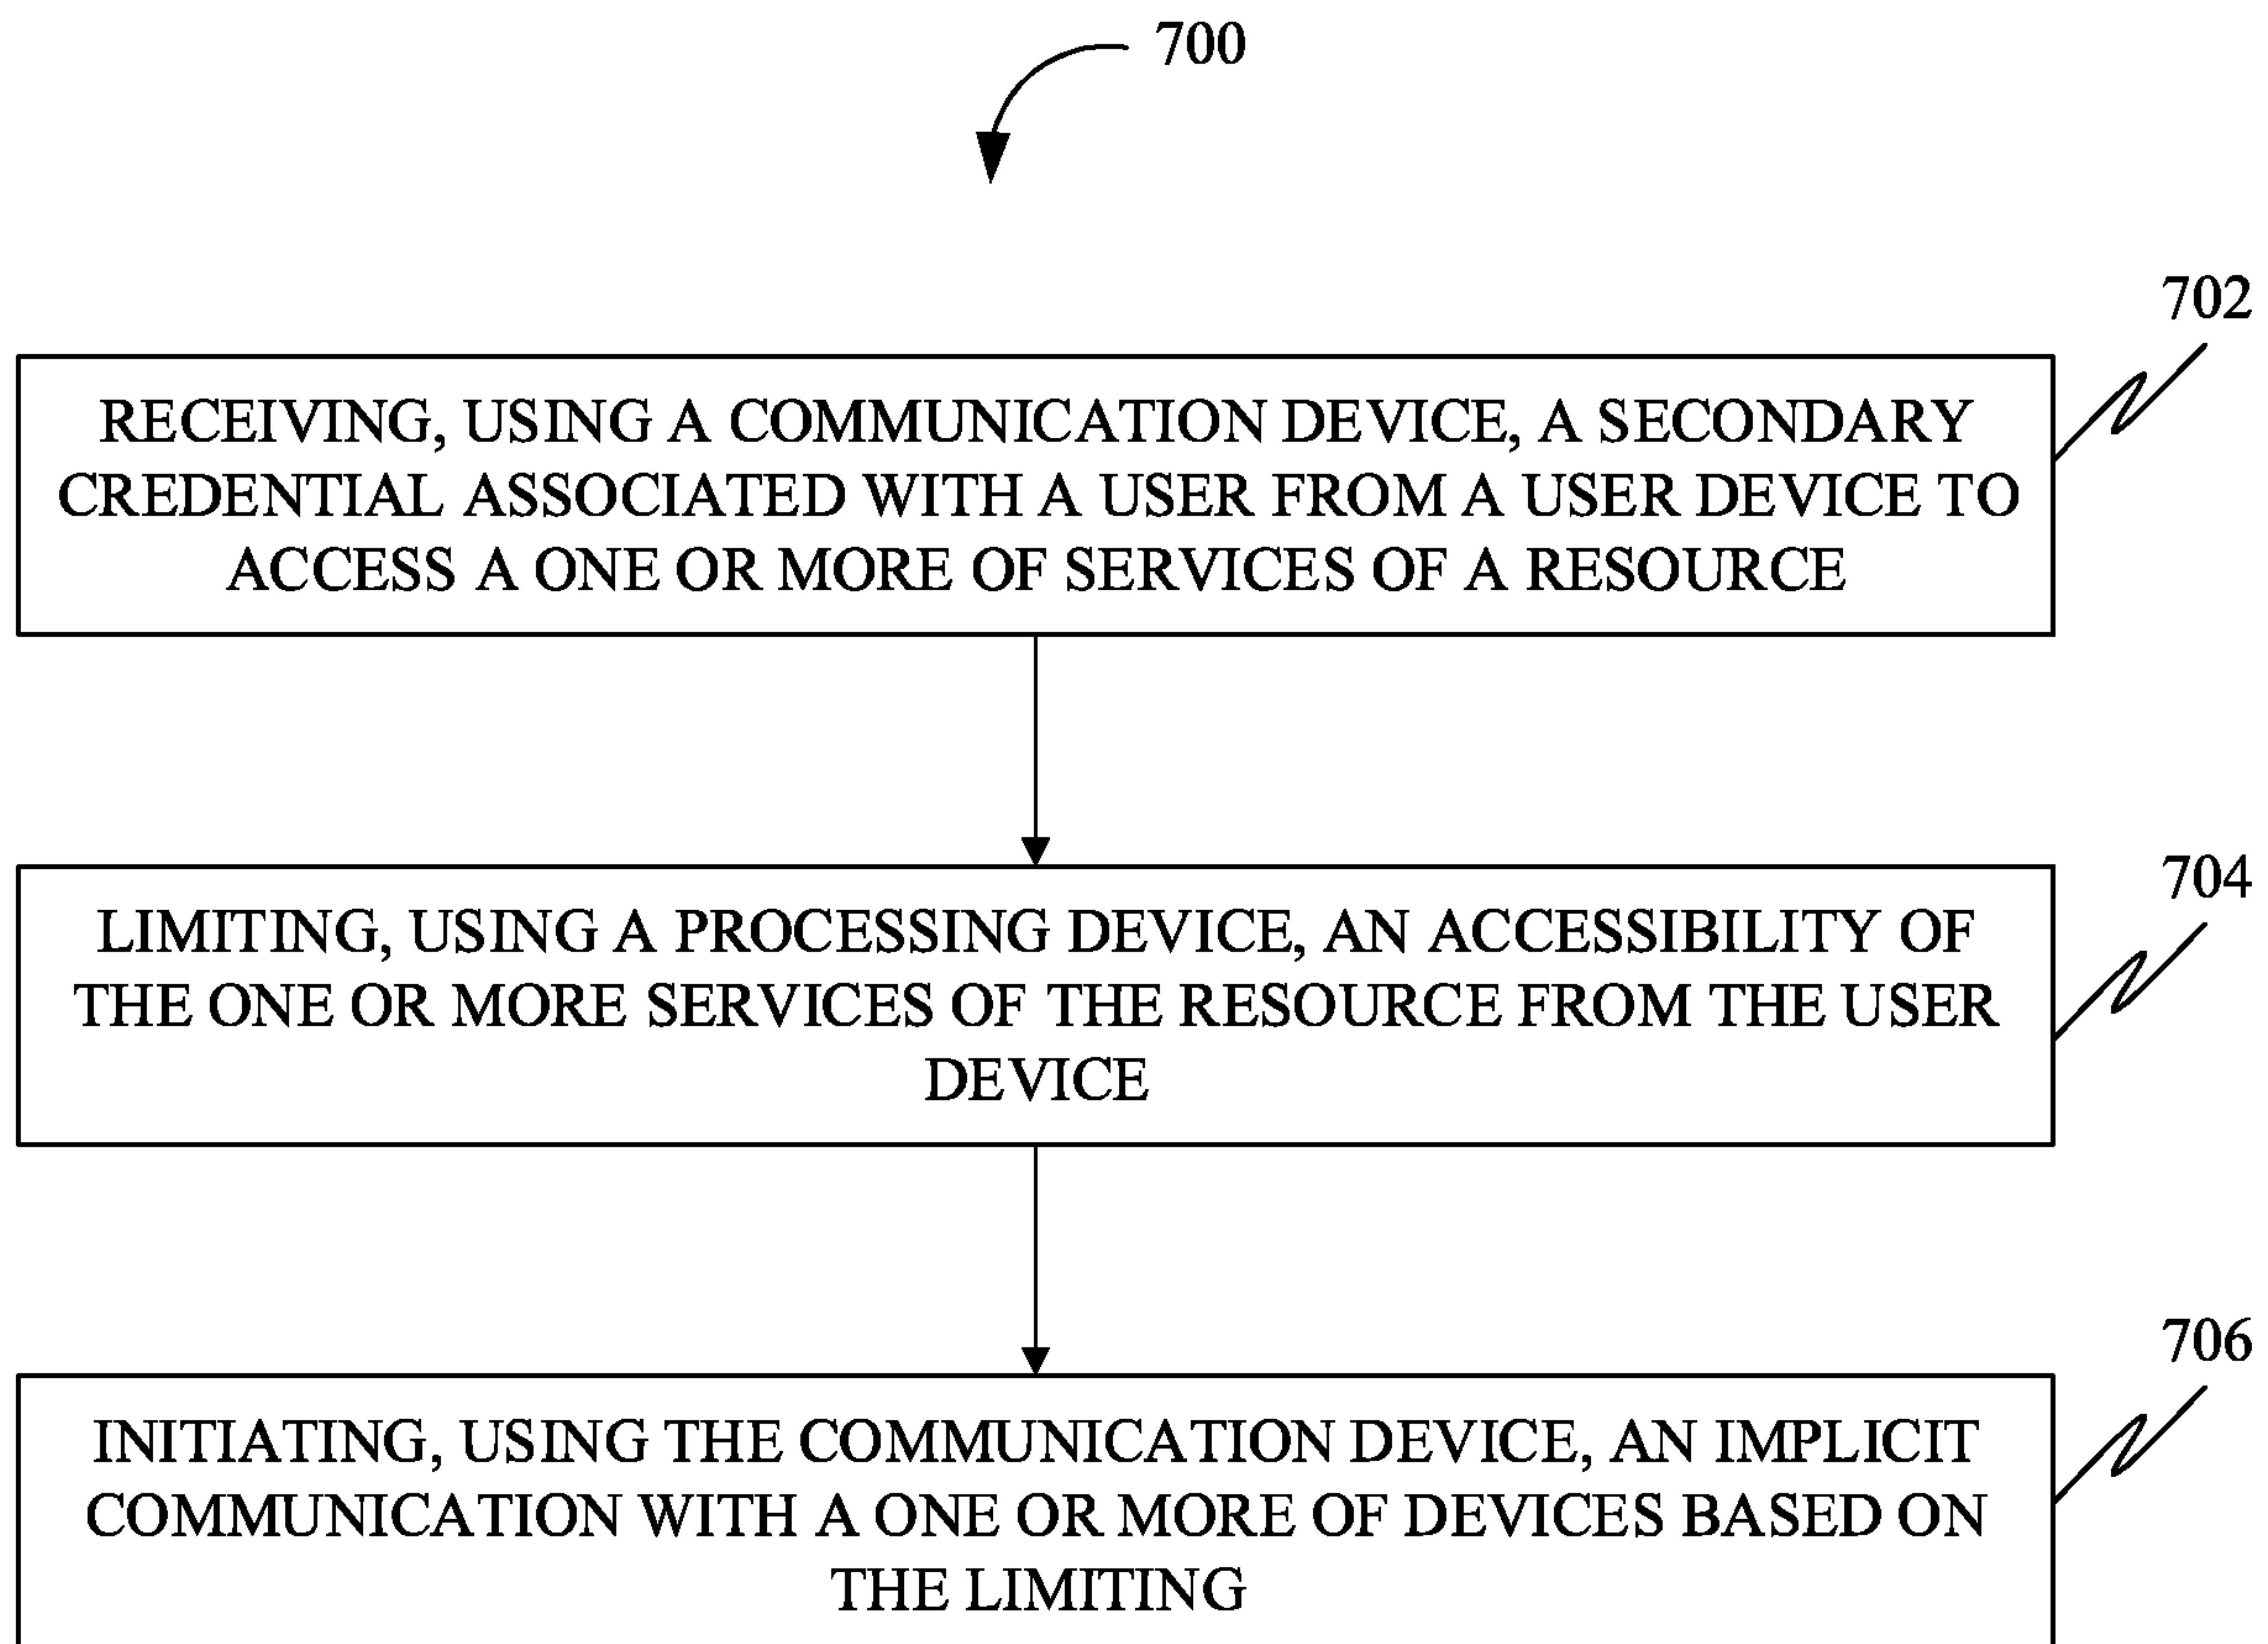 700
702
RECEIVING, USING A COMMUNICATION DEVICE, A SECONDARY
CREDENTIAL ASSOCIATED WITH A USER FROM A USER DEVICE TO
ACCESS A ONE OR MORE OF SERVICES OF A RESOURCE
704
LIMITING, USING A PROCESSING DEVICE, AN ACCESSIBILITY OF
THE ONE OR MORE SERVICES OF THE RESOURCE FROM THE USER
DEVICE
706
INITIATING, USING THE COMMUNICATION DEVICE, AN IMPLICIT
COMMUNICATION WITH A ONE OR MORE OF DEVICES BASED ON
THE LIMITING